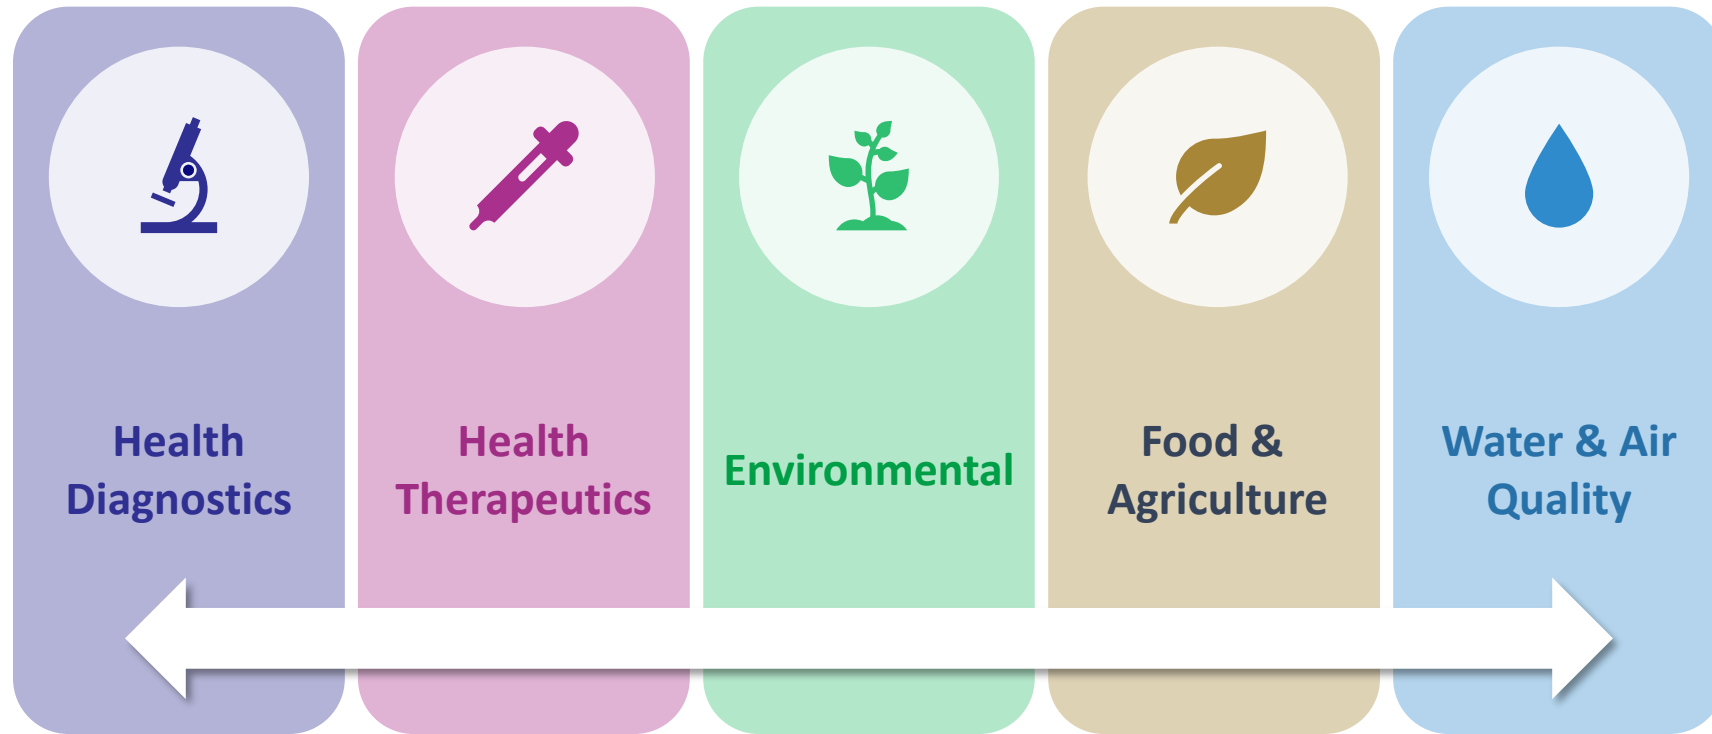 Health
Diagnostics
Health
Therapeutics
Environmental
Food &
Agriculture
Water & Air
Quality